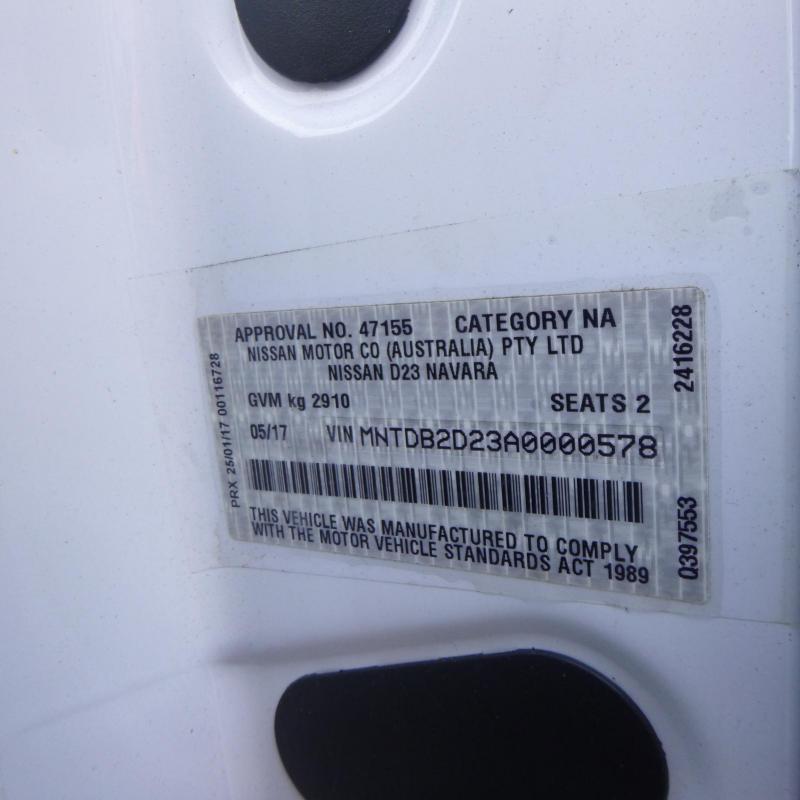 APPROVAL NO. 47155 CATEGORY NA
NISSAN MOTOR CO (AUSTRALIA) PTY LTD
NISSAN D23 NAVARA
GVM kg 2910 SEATS 2
05/17 VIN MNTDB2D23A0000578
THIS VEHICLE WAS MANUFACTURED TO COMPLY
WITH THE MOTOR VEHICLE STANDARDS ACT 1989
PRX 25/01/17 00116728
2416228
Q397553